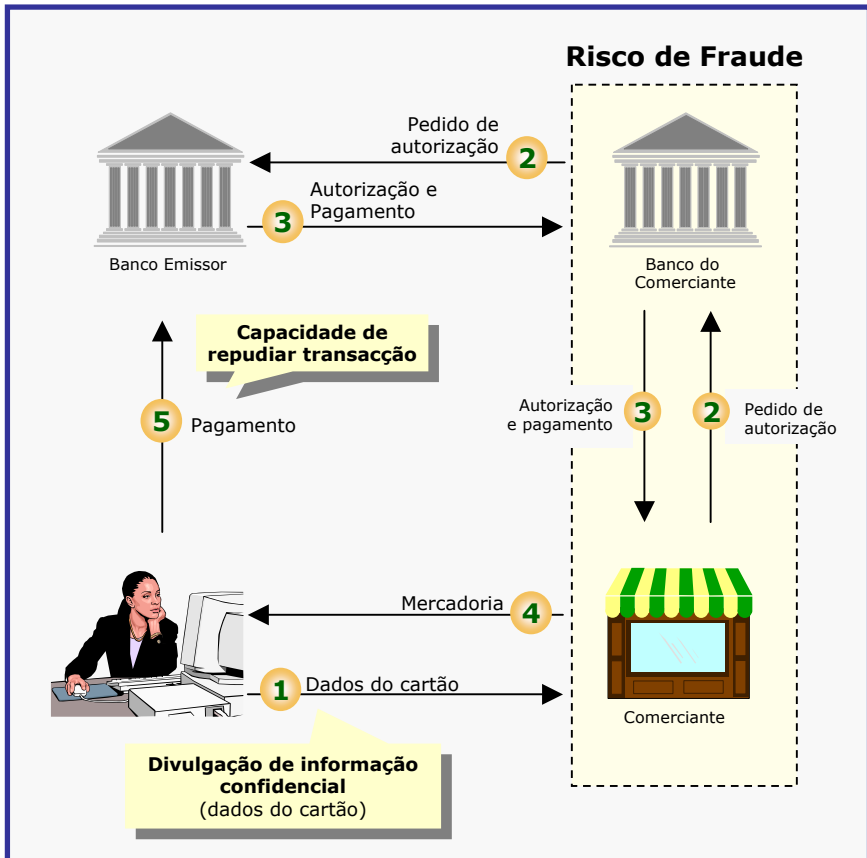 Risco de Fraude
Pedido de
autorização
2
Autorização e
3
Pagamento
Banco Emissor
Banco do
Comerciante
Capacidade de
repudiar transacção
5
Pagamento
Autorização
e pagamento
3
2
Pedido de
autorização
Mercadoria
4
1
Dados do cartão
Comerciante
Divulgação de informação
confidencial
(dados do cartão)